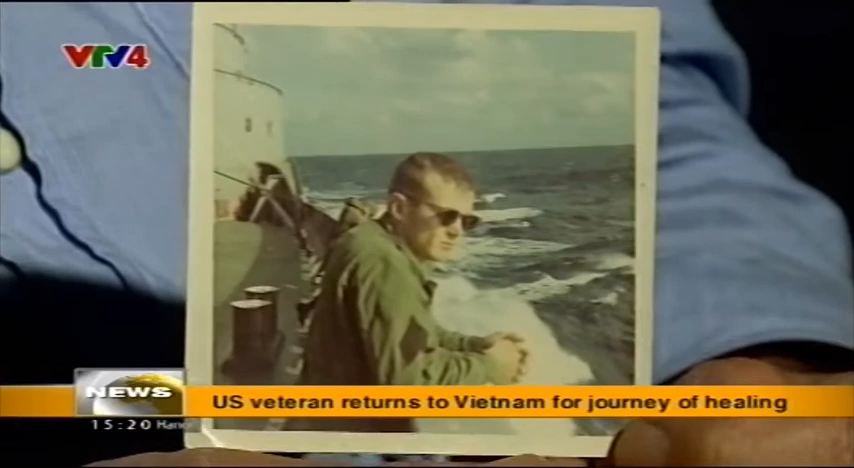 VTV4
NEWS
US veteran returns to Vietnam for journey of healing
15:20 Hanoi